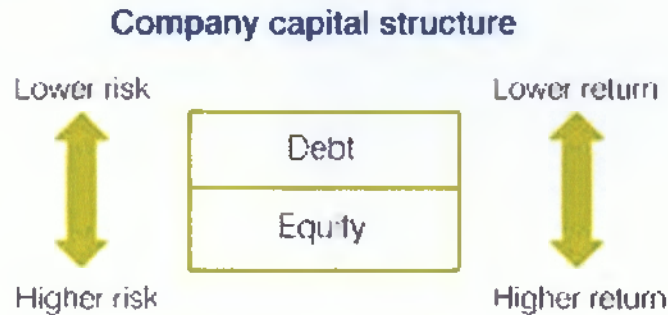 Company capital structure
Lower risk
Lower return
Debt
Equity
Higher risk
Higher return